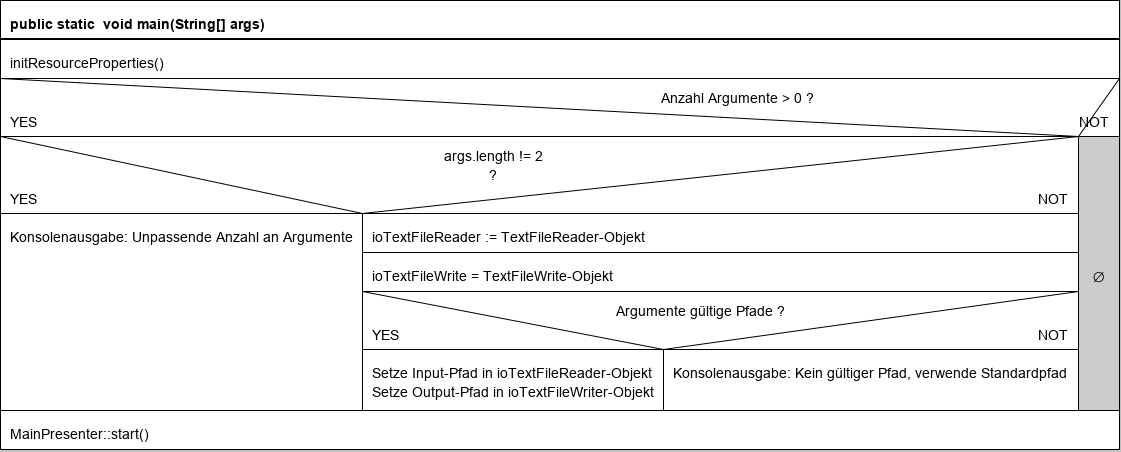 public static  void main(String[] args)
initResourceProperties()
Anzahl Argumente > 0 ?
YES
NOT
args.length != 2
?
YES
NOT
Konsolenausgabe: Unpassende Anzahl an Argumente
ioTextFileReader := TextFileReader-Objekt
ioTextFileWrite = TextFileWrite-Objekt
∅
Argumente gültige Pfade ?
YES
NOT
Setze Input-Pfad in ioTextFileReader-Objekt
Setze Output-Pfad in ioTextFileWriter-Objekt
Konsolenausgabe: Kein gültiger Pfad, verwende Standardpfad
MainPresenter::start()